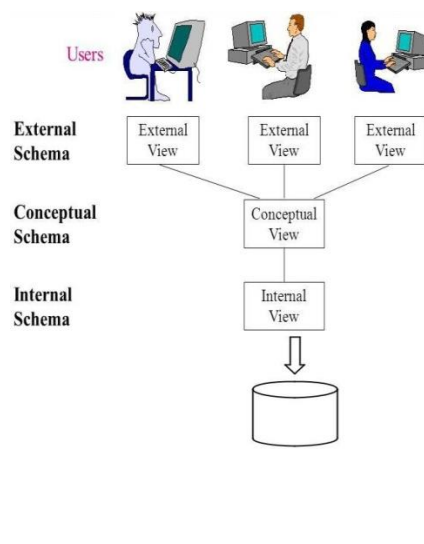 Users
External
Schema
External
View
External
View
External
View
Conceptual
Schema
Conceptual
View
Internal
Schema
Internal
View